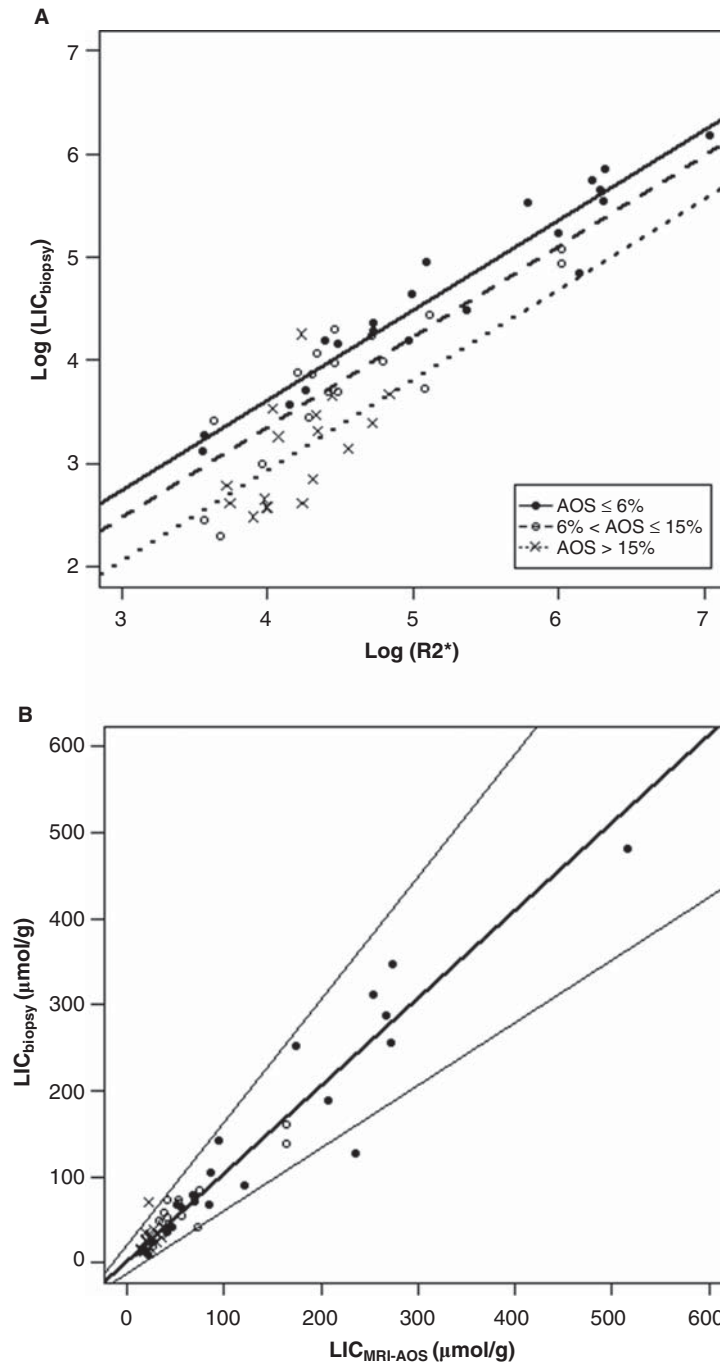 A
7
6
5
4
3
2
Log (LICbiopsy)
3 4 5 6 7
Log (R2*)
AOS ≤ 6%
6% < AOS ≤ 15%
AOS > 15%
B
600
500
400
300
200
100
0
LICbiopsy (μmol/g)
0 100 200 300 400 500 600
LICMRI-AOS (μmol/g)